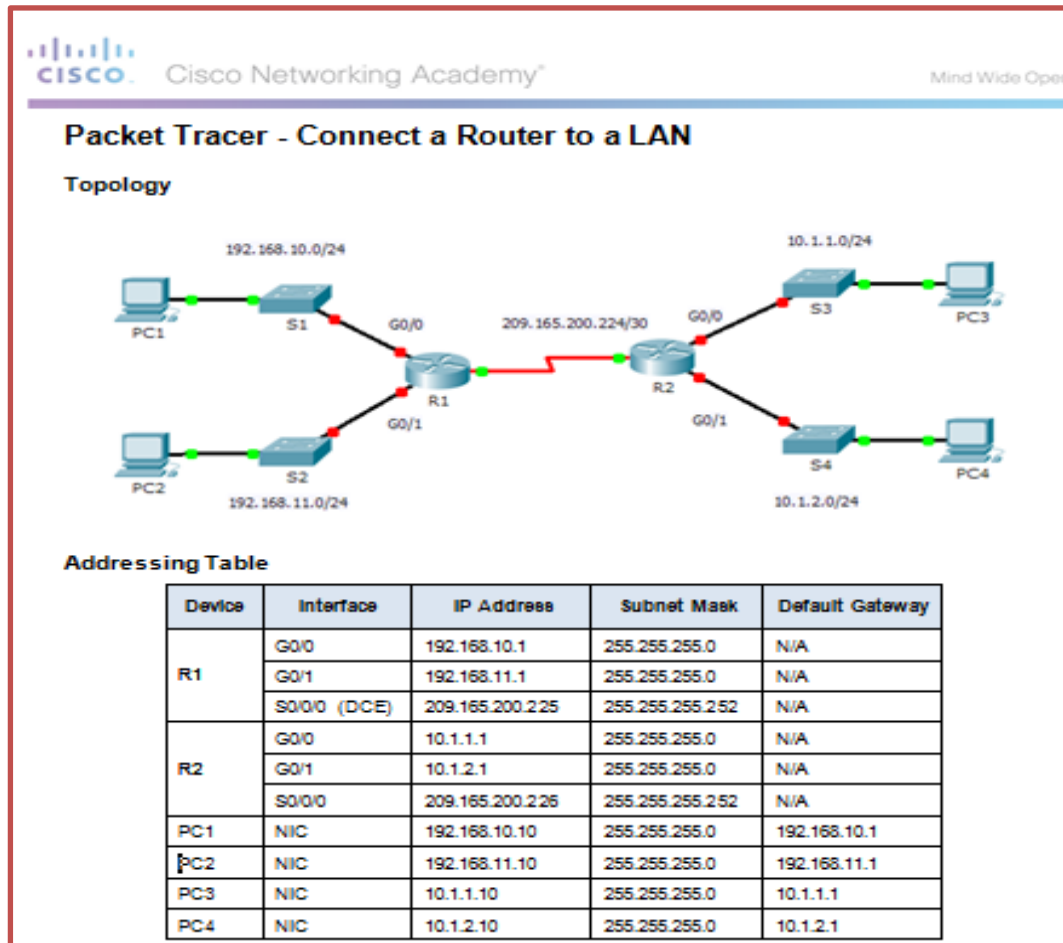 CISCO. Cisco Networking Academy® Mind Wide Open
Packet Tracer - Connect a Router to a LAN
Topology
192.168.10.0/24 10.1.1.0/24
PC1 S1 G0/0 209.165.200.224/30 G0/0 S3 PC3
R1 R2
G0/1 G0/1
PC2 S2 S4 PC4
192.168.11.0/24 10.1.2.0/24
Addressing Table
Device Interface IP Address Subnet Mask Default Gateway
R1 G0/0 192.168.10.1 255.255.255.0 N/A
G0/1 192.168.11.1 255.255.255.0 N/A
S0/0/0 (DCE) 209.165.200.225 255.255.255.252 N/A
R2 G0/0 10.1.1.1 255.255.255.0 N/A
G0/1 10.1.2.1 255.255.255.0 N/A
S0/0/0 209.165.200.226 255.255.255.252 N/A
PC1 NIC 192.168.10.10 255.255.255.0 192.168.10.1
PC2 NIC 192.168.11.10 255.255.255.0 192.168.11.1
PC3 NIC 10.1.1.10 255.255.255.0 10.1.1.1
PC4 NIC 10.1.2.10 255.255.255.0 10.1.2.1